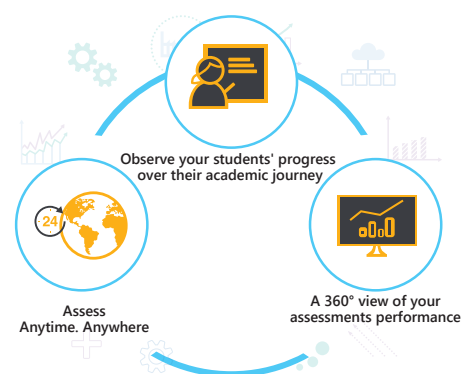 Observe your students' progress
over their academic journey
24
Assess
Anytime. Anywhere
A 360° view of your
assessments performance